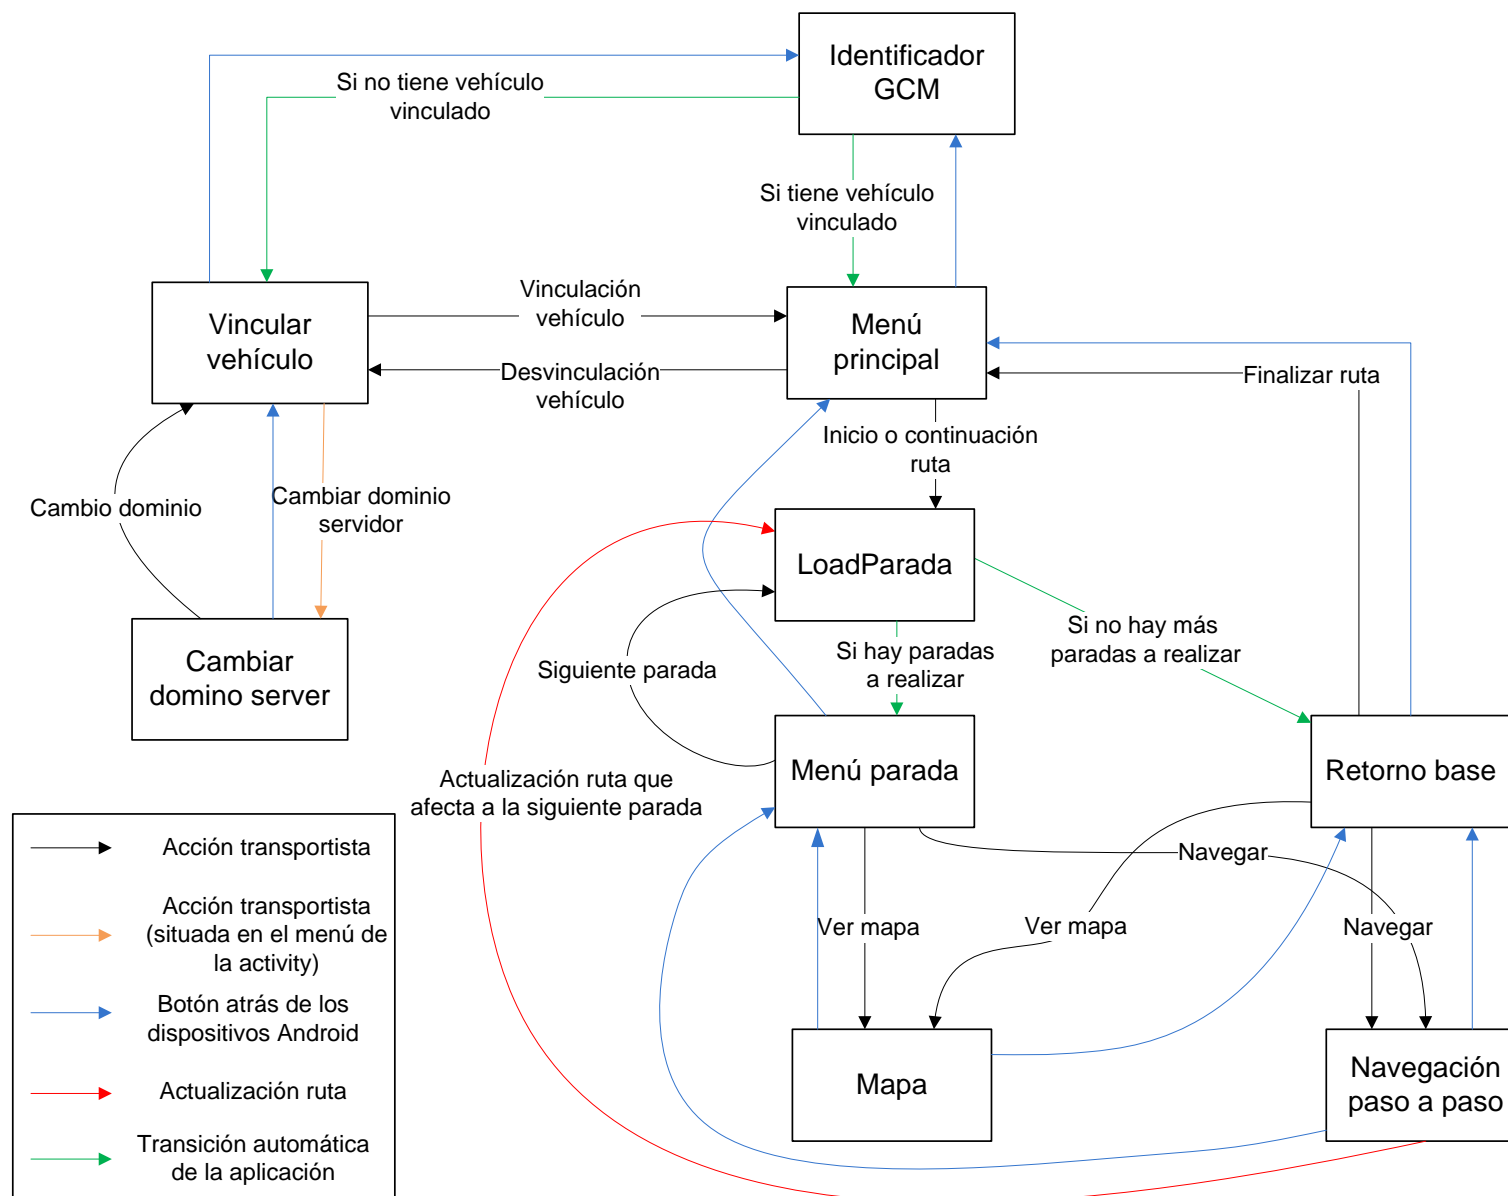 Identificador
GCM
Si no tiene vehículo
vinculado
Si tiene vehículo
vinculado
Vincular
vehículo
Vinculación
vehículo
Menú
principal
Desvinculación
vehículo
Finalizar ruta
Inicio o continuación
ruta
Cambio dominio
Cambiar dominio
servidor
LoadParada
Cambiar
domino server
Siguiente parada
Si hay paradas
a realizar
Si no hay más
paradas a realizar
Actualización ruta que
afecta a la siguiente parada
Menú parada
Retorno base
Navegar
Ver mapa
Ver mapa
Navegar
Mapa
Navegación
paso a paso
Acción transportista
Acción transportista
(situada en el menú de
la activity)
Botón atrás de los
dispositivos Android
Actualización ruta
Transición automática
de la aplicación